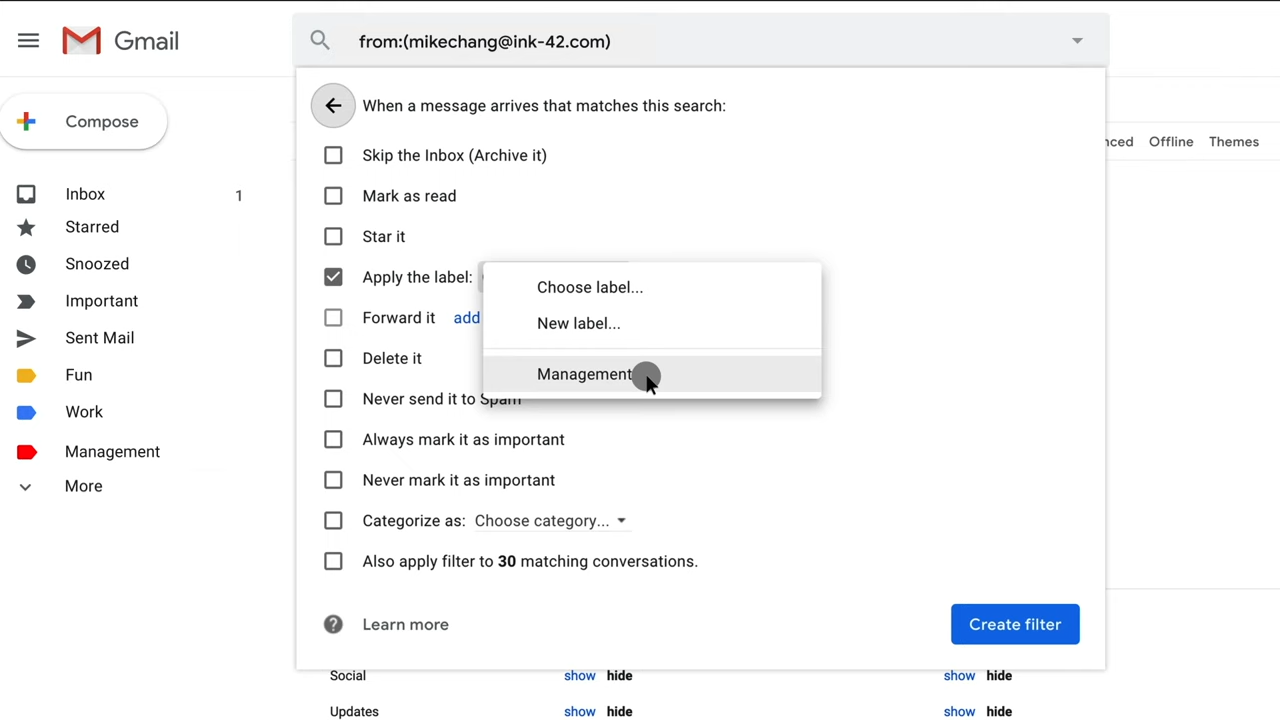 Gmail
from:(mikechang@ink-42.com)
Compose
When a message arrives that matches this search:
nced Offline Themes
Skip the Inbox (Archive it)
Inbox 1
Mark as read
Starred
Star it
Snoozed
Apply the label:
Choose label...
Important
Forward it add
New label...
Sent Mail
Delete it
Fun
Management
Never send it to Spam
Work
Always mark it as important
Management
Never mark it as important
More
Categorize as: Choose category...
Also apply filter to 30 matching conversations.
Learn more
Create filter
Social show hide show hide
Updates show hide show hide